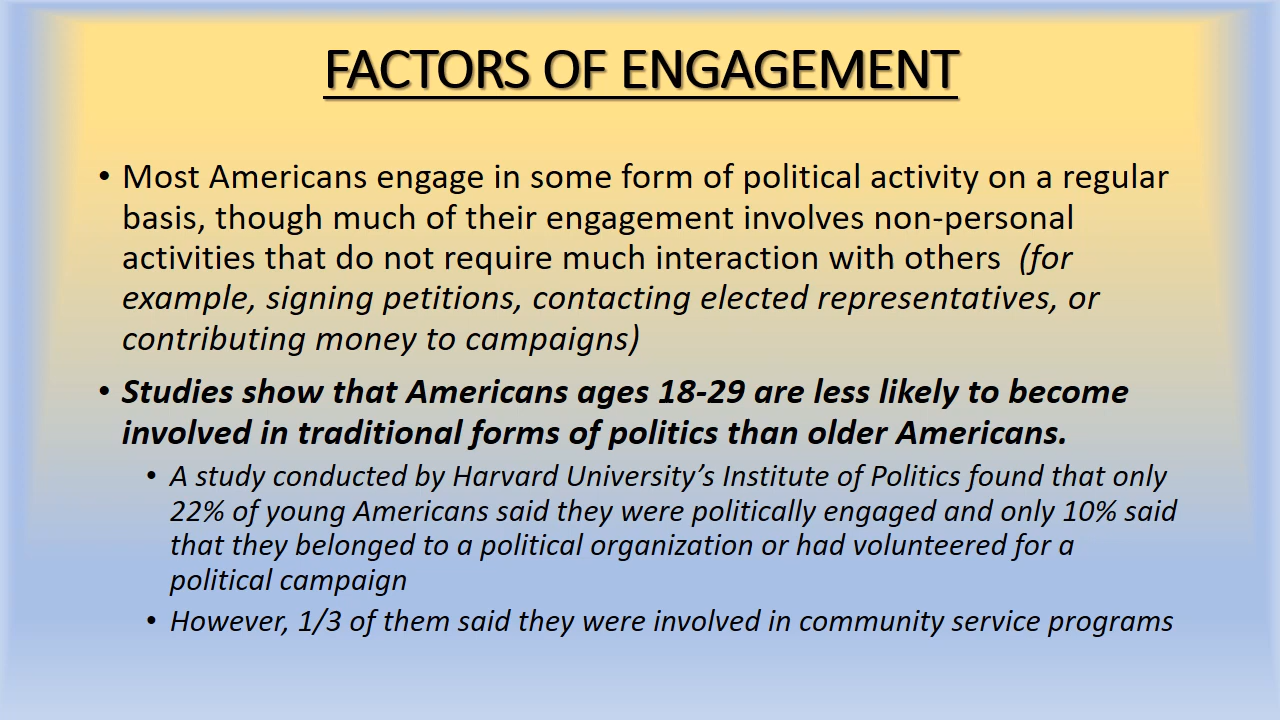 FACTORS OF ENGAGEMENT
• Most Americans engage in some form of political activity on a regular
basis, though much of their engagement involves non-personal
activities that do not require much interaction with others (for
example, signing petitions, contacting elected representatives, or
contributing money to campaigns)
• Studies show that Americans ages 18-29 are less likely to become
involved in traditional forms of politics than older Americans.
• A study conducted by Harvard University’s Institute of Politics found that only
22% of young Americans said they were politically engaged and only 10% said
that they belonged to a political organization or had volunteered for a
political campaign
• However, 1/3 of them said they were involved in community service programs